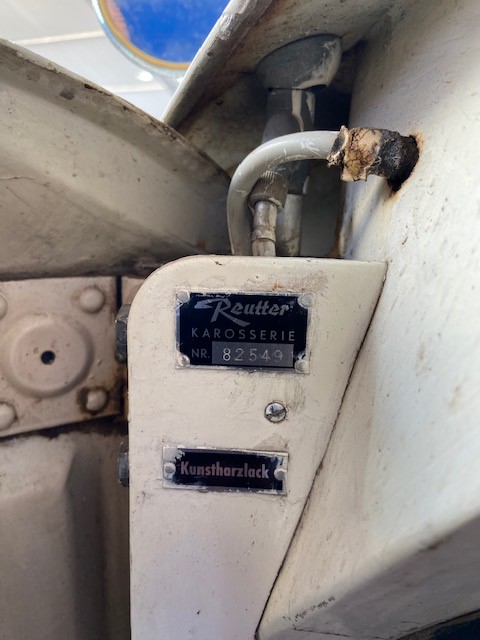 Reutter
KAROSSERIE
NR. 82549
Kunstharzlack